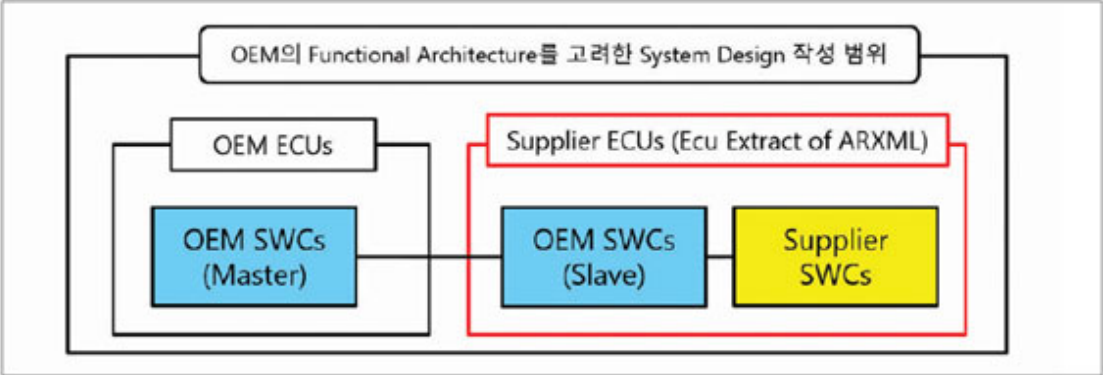 OEM의 Functional Architecture를 고려한 System Design 작성 범위
OEM ECUs
Supplier ECUs (Ecu Extract of ARXML)
OEM SWCs
(Master)
OEM SWCs
(Slave)
Supplier
SWCs